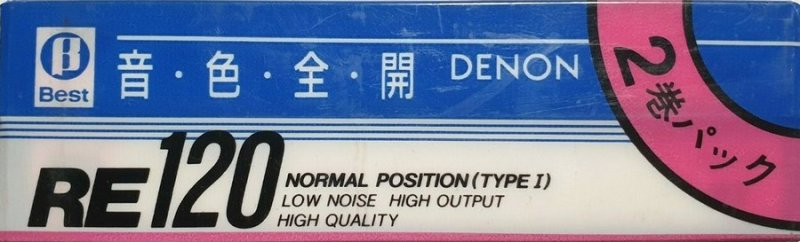 β
Best
音・色・全・開 DENON
2巻パック
RE120
NORMAL POSITION (TYPE I)
LOW NOISE HIGH OUTPUT
HIGH QUALITY